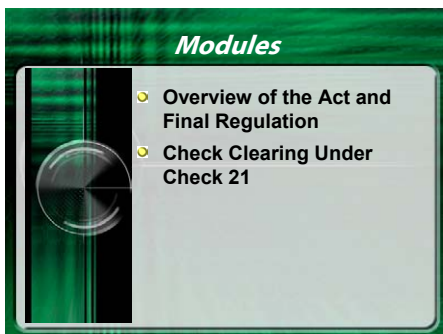 Modules
Overview of the Act and
Final Regulation
Check Clearing Under
Check 21